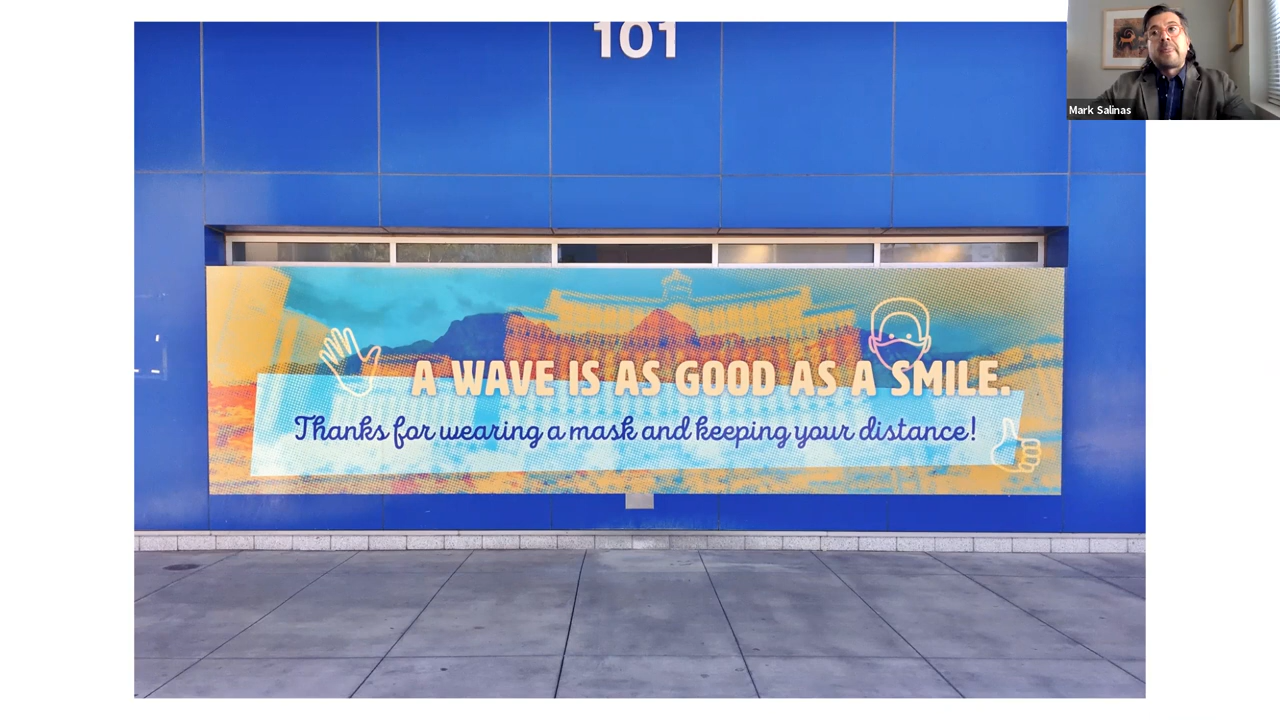 101
Mark Salinas
A WAVE IS AS GOOD AS A SMILE.
Thanks for wearing a mask and keeping your distance!